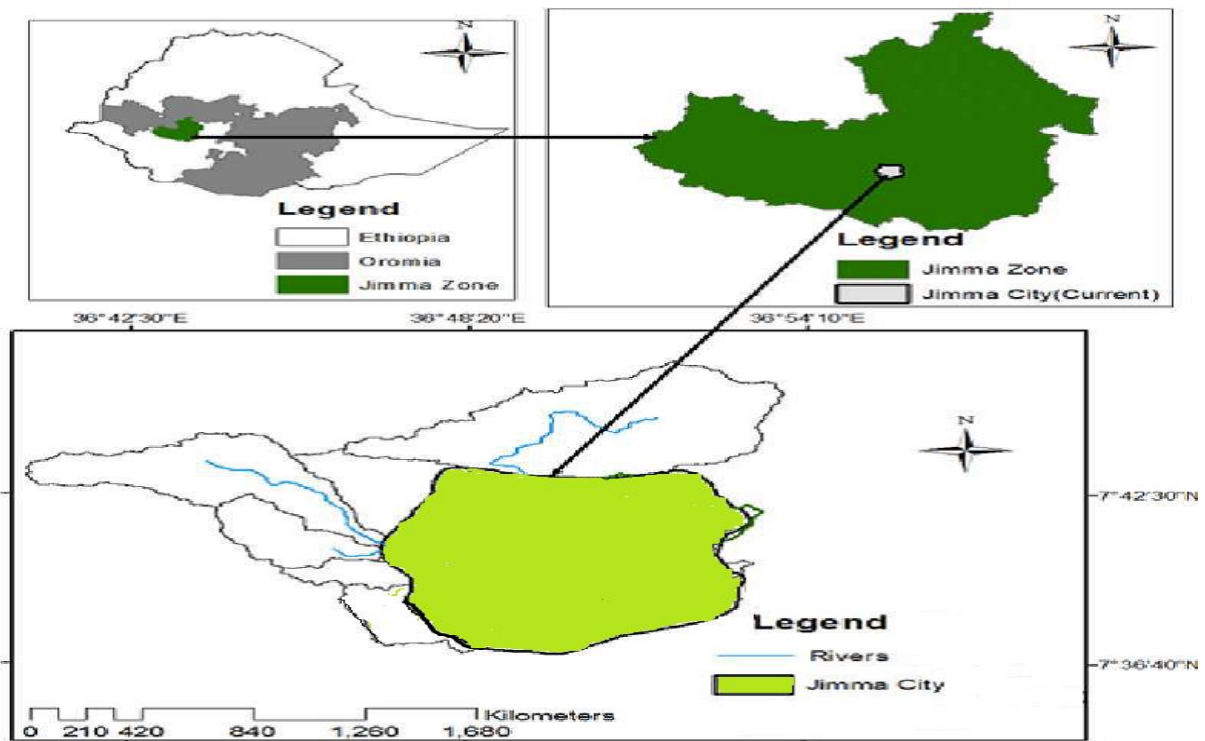 N
Legend
Ethiopia
Oromia
Jimma Zone
N
Legend
Jimma Zone
Jimma City(Current)
36°42'30"E 36°48'20"E 36°54'10"E
N
7°42'30"N
7°36'40"N
Legend
Rivers
Jimma City
Kilometers
0 210 420 840 1,260 1,680